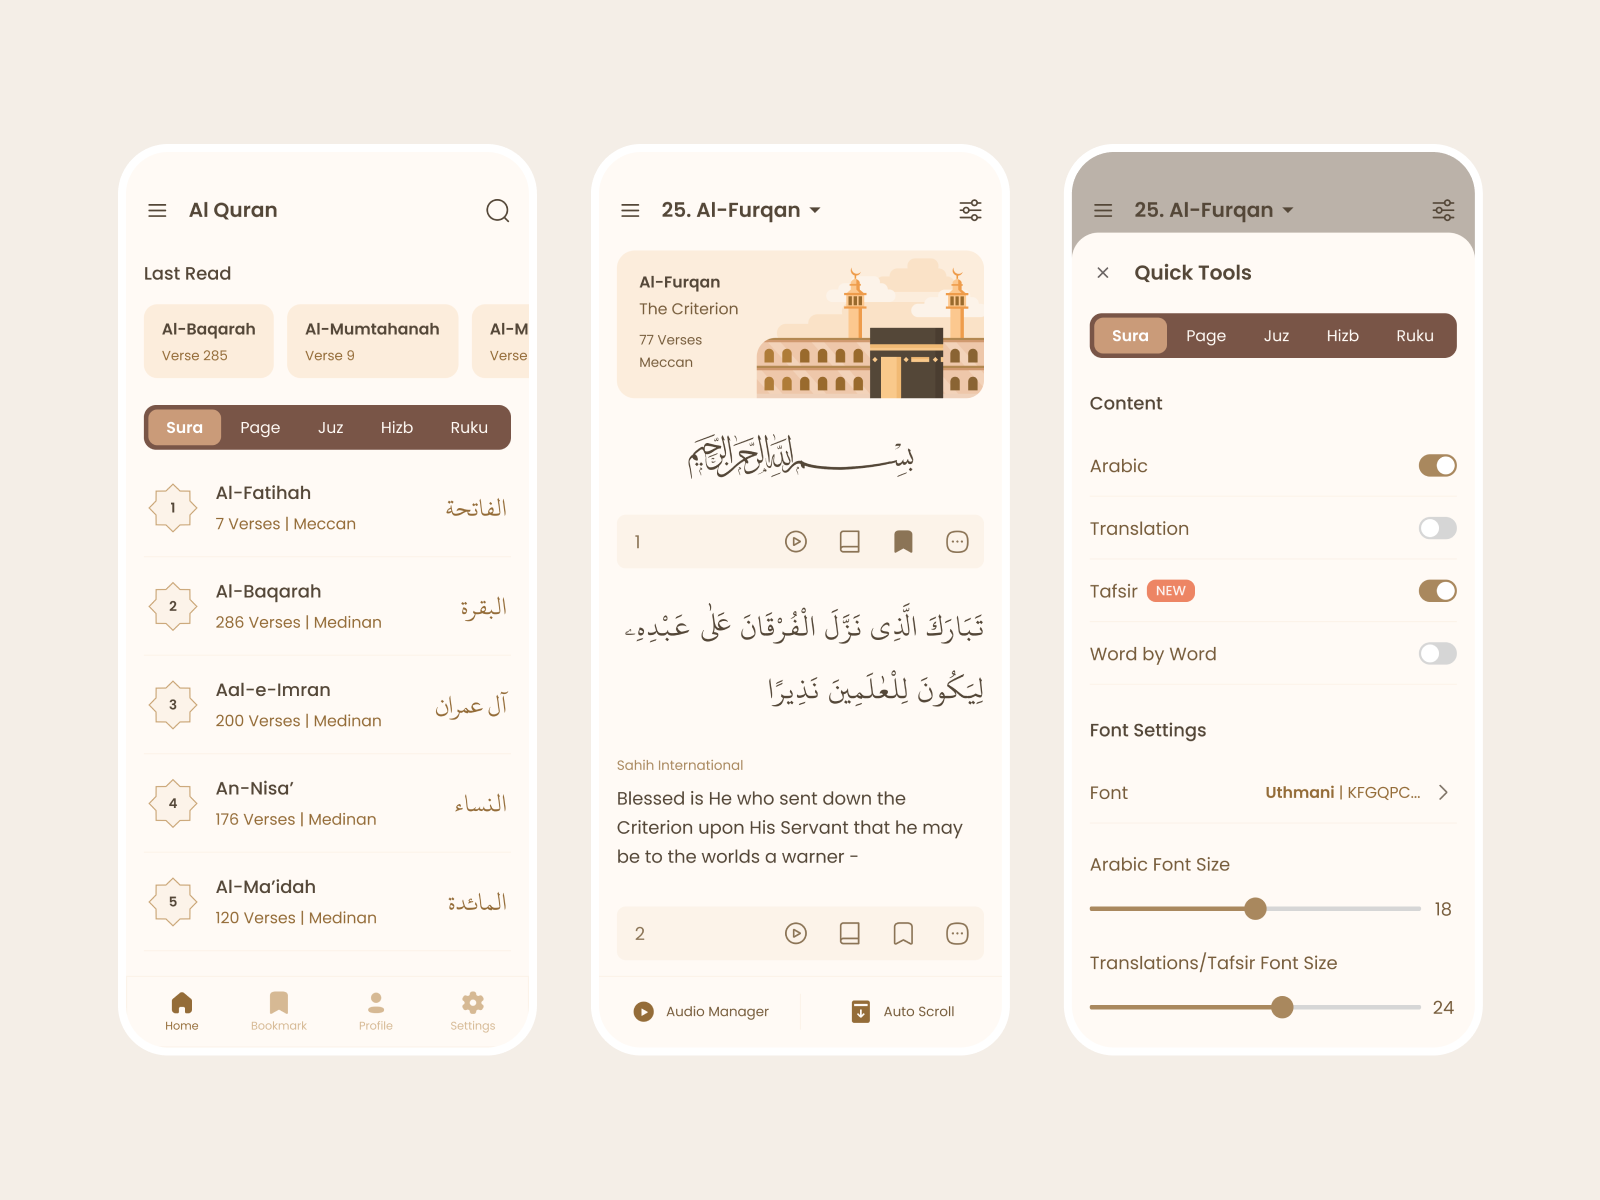 Al Quran
Last Read
Al-Baqarah
Verse 285
Al-Mumtahanah
Verse 9
Al-M
Verse
Sura Page Juz Hizb Ruku
1
Al-Fatihah
7 Verses | Meccan
الفاتحة
2
Al-Baqarah
286 Verses | Medinan
البقرة
3
Aal-e-Imran
200 Verses | Medinan
آل عمران
4
An-Nisa’
176 Verses | Medinan
النساء
5
Al-Ma’idah
120 Verses | Medinan
المائدة
Home Bookmark Profile Settings
25. Al-Furqan
Al-Furqan
The Criterion
77 Verses
Meccan
بسم الله الرحمن الرحيم
1
تَبَارَكَ الَّذِى نَزَّلَ الْفُرْقَانَ عَلٰى عَبْدِهِۦ
لِيَكُونَ لِلْعٰلَمِينَ نَذِيرًا
Sahih International
Blessed is He who sent down the
Criterion upon His Servant that he may
be to the worlds a warner -
2
Audio Manager Auto Scroll
25. Al-Furqan
Quick Tools
Sura Page Juz Hizb Ruku
Content
Arabic
Translation
Tafsir NEW
Word by Word
Font Settings
Font Uthmani | KFGQPC...
Arabic Font Size
18
Translations/Tafsir Font Size
24